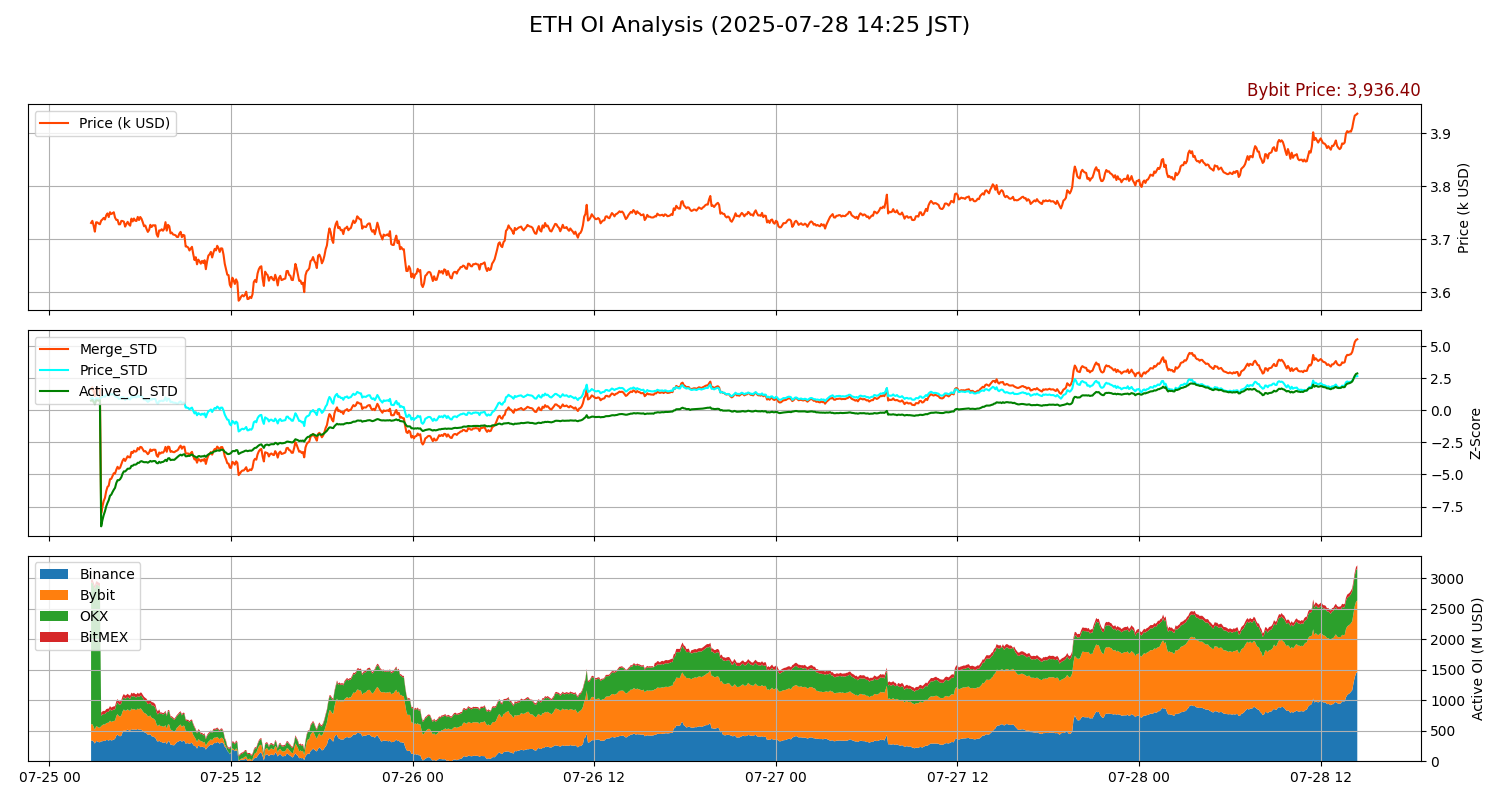 ETH OI Analysis (2025-07-28 14:25 JST)
Bybit Price: 3,936.40
Price (k USD)
3.9
3.8
3.7
3.6
Price (k USD)
Merge_STD
Price_STD
Active_OI_STD
5.0
2.5
0.0
−2.5
−5.0
−7.5
Z-Score
Binance
Bybit
OKX
BitMEX
3000
2500
2000
1500
1000
500
0
Active OI (M USD)
07-25 00 07-25 12 07-26 00 07-26 12 07-27 00 07-27 12 07-28 00 07-28 12